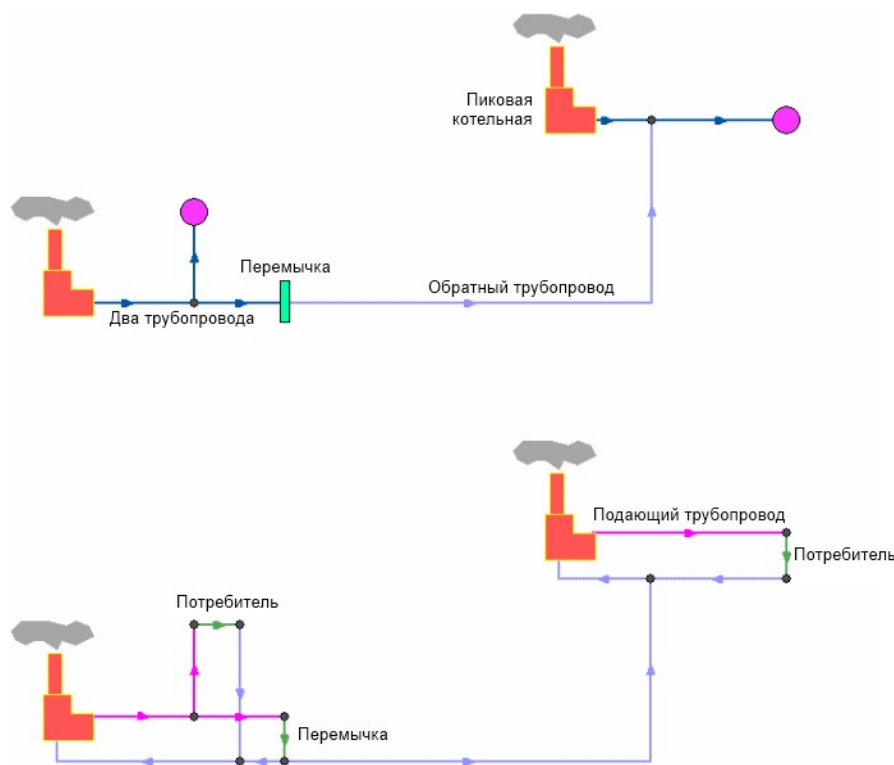 Пиковая
котельная
Перемычка
Обратный трубопровод
Два трубопровода
Подающий трубопровод
Потребитель
Потребитель
Перемычка